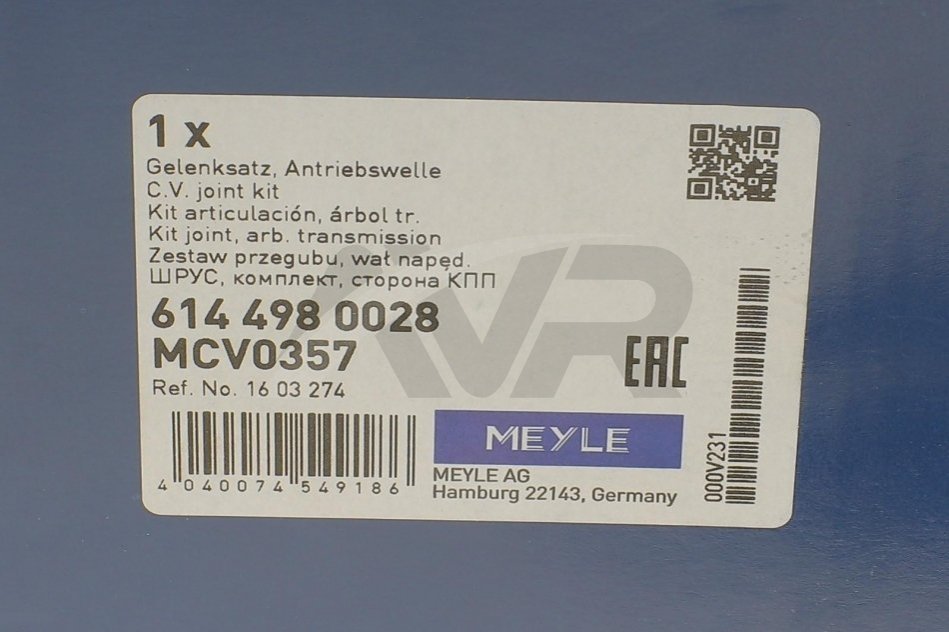 1 x
Gelenksatz, Antriebswelle
C.V. joint kit
Kit articulación, árbol tr.
Kit joint, arb. transmission
Zestaw przegubu, wał napęd.
ШРУС, комплект, сторона КПП
614 498 0028
MCV0357
Ref. No. 16 03 274
EAC
4 040074 549186
MEYLE
MEYLE AG
Hamburg 22143, Germany
000V231
VR